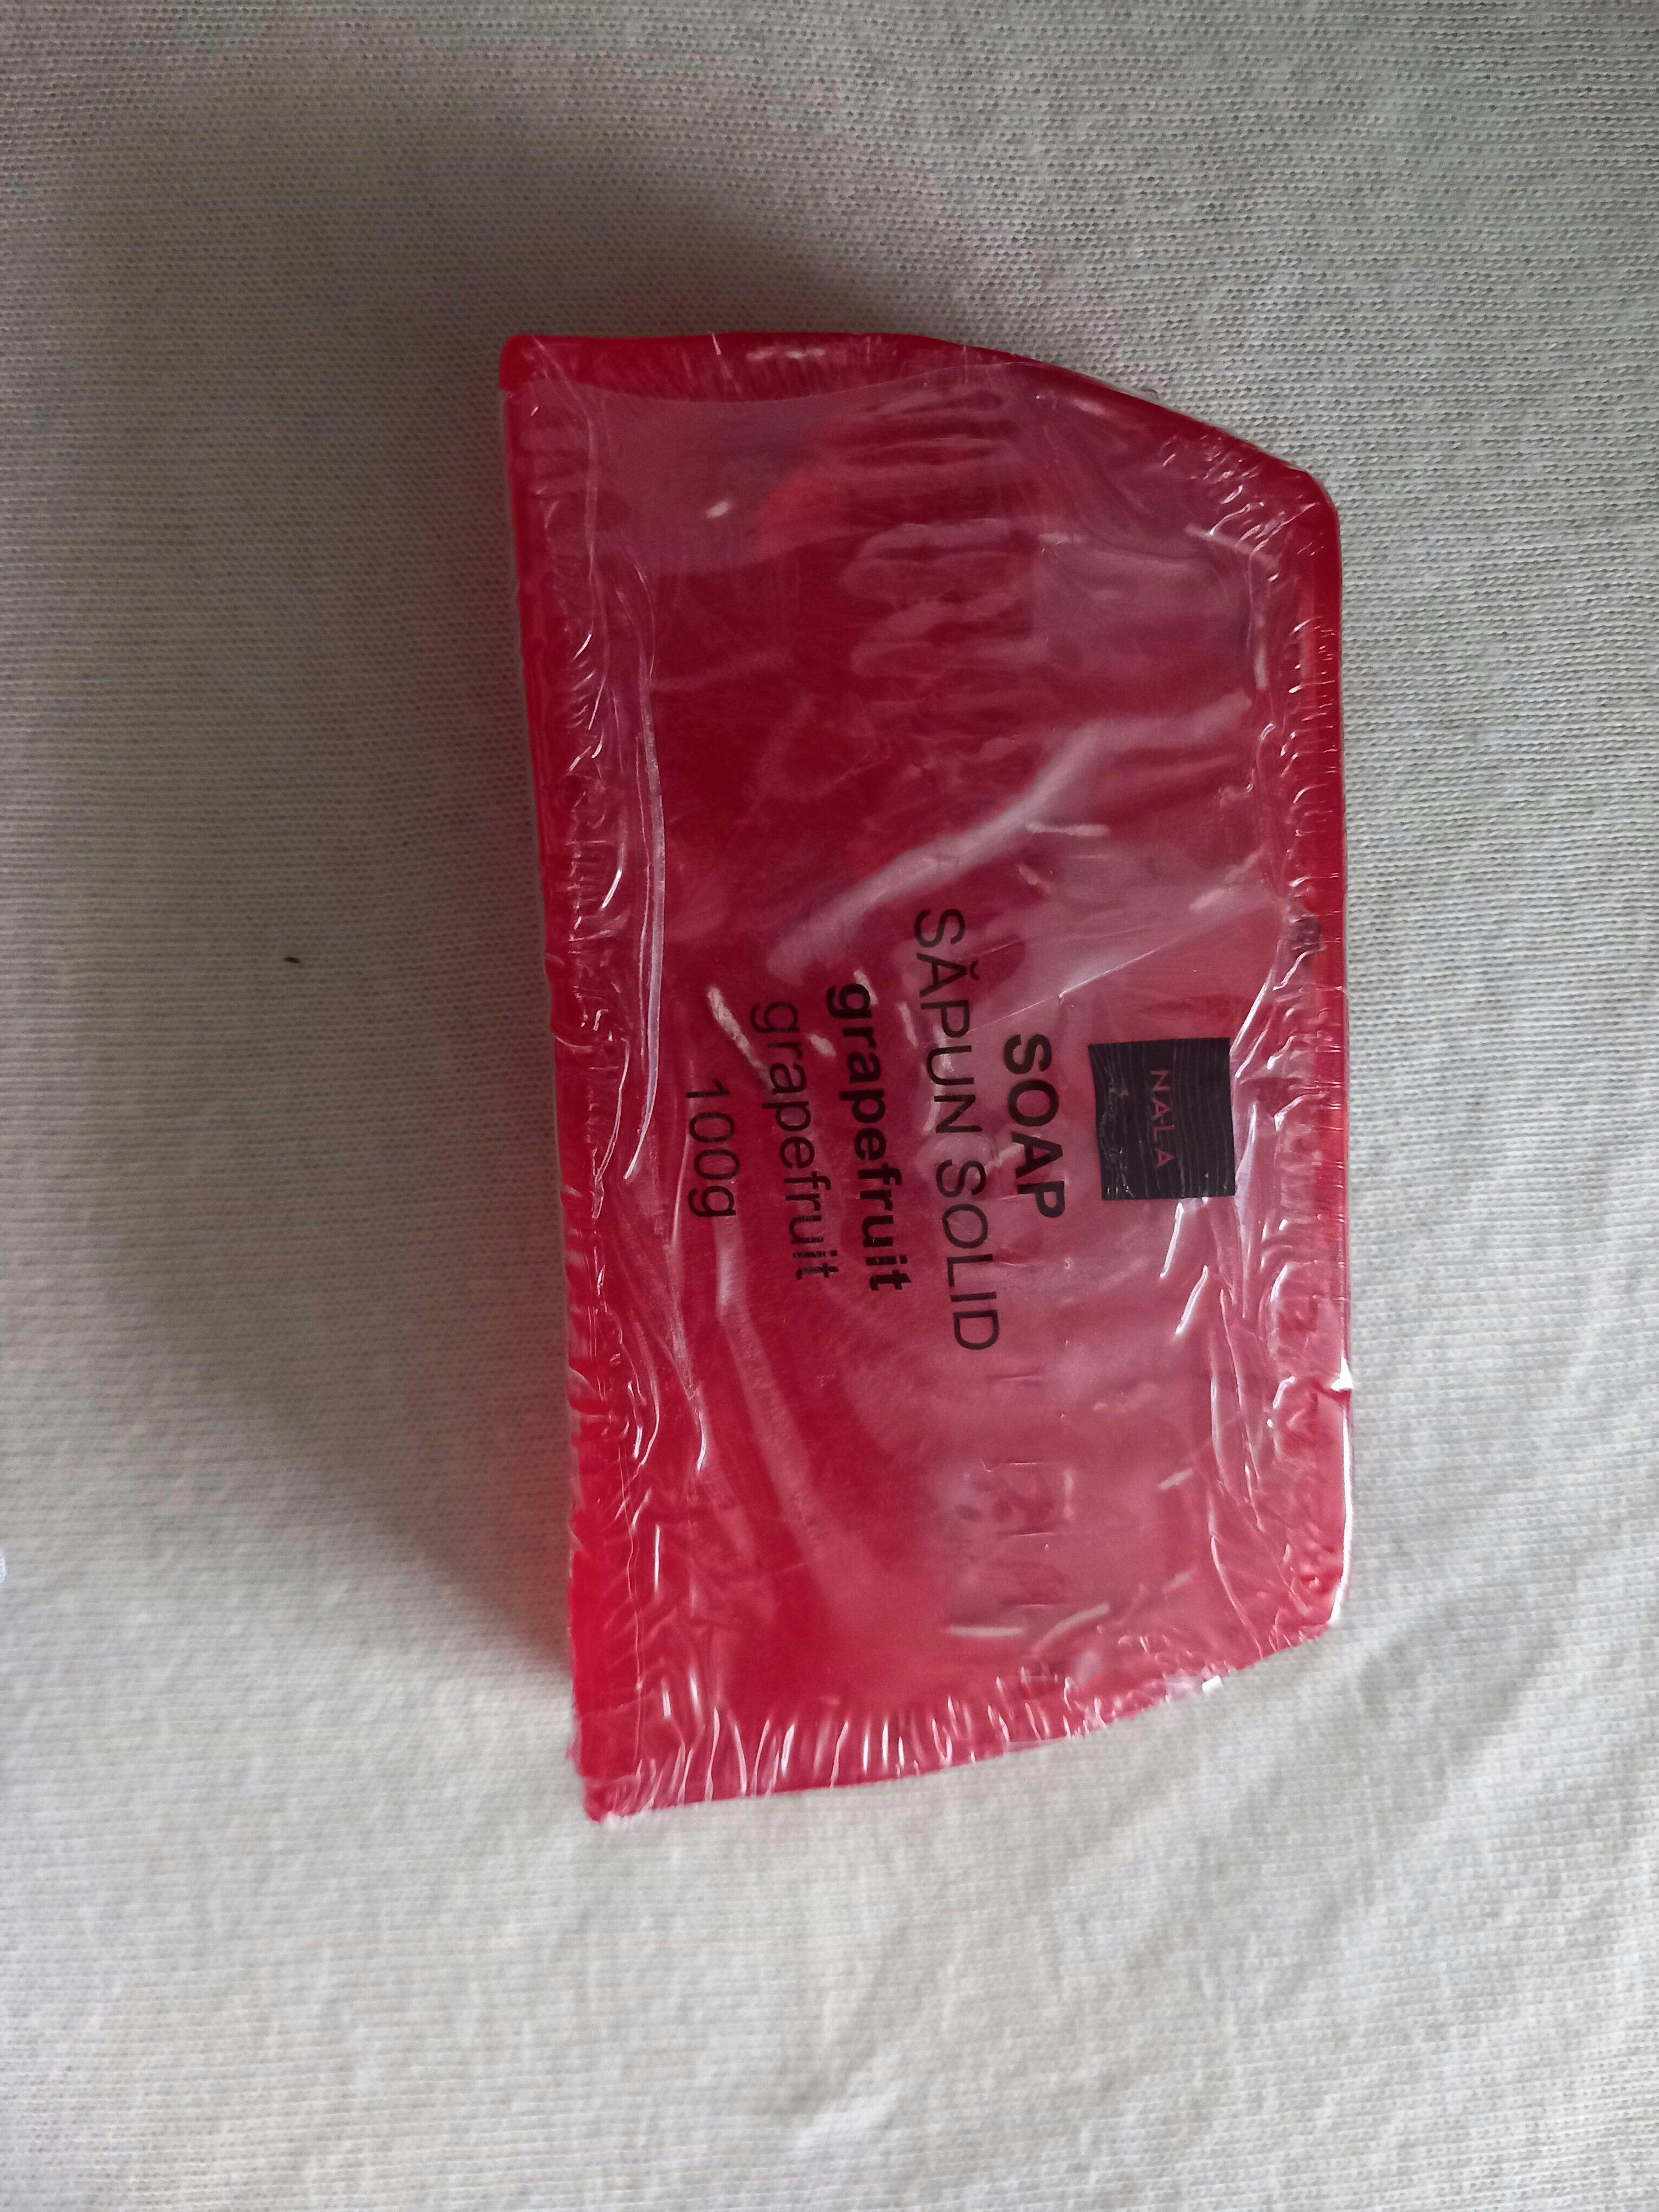 NALA
SOAP
SĂPUN SOLID
grapefruit
grapefruit
100g